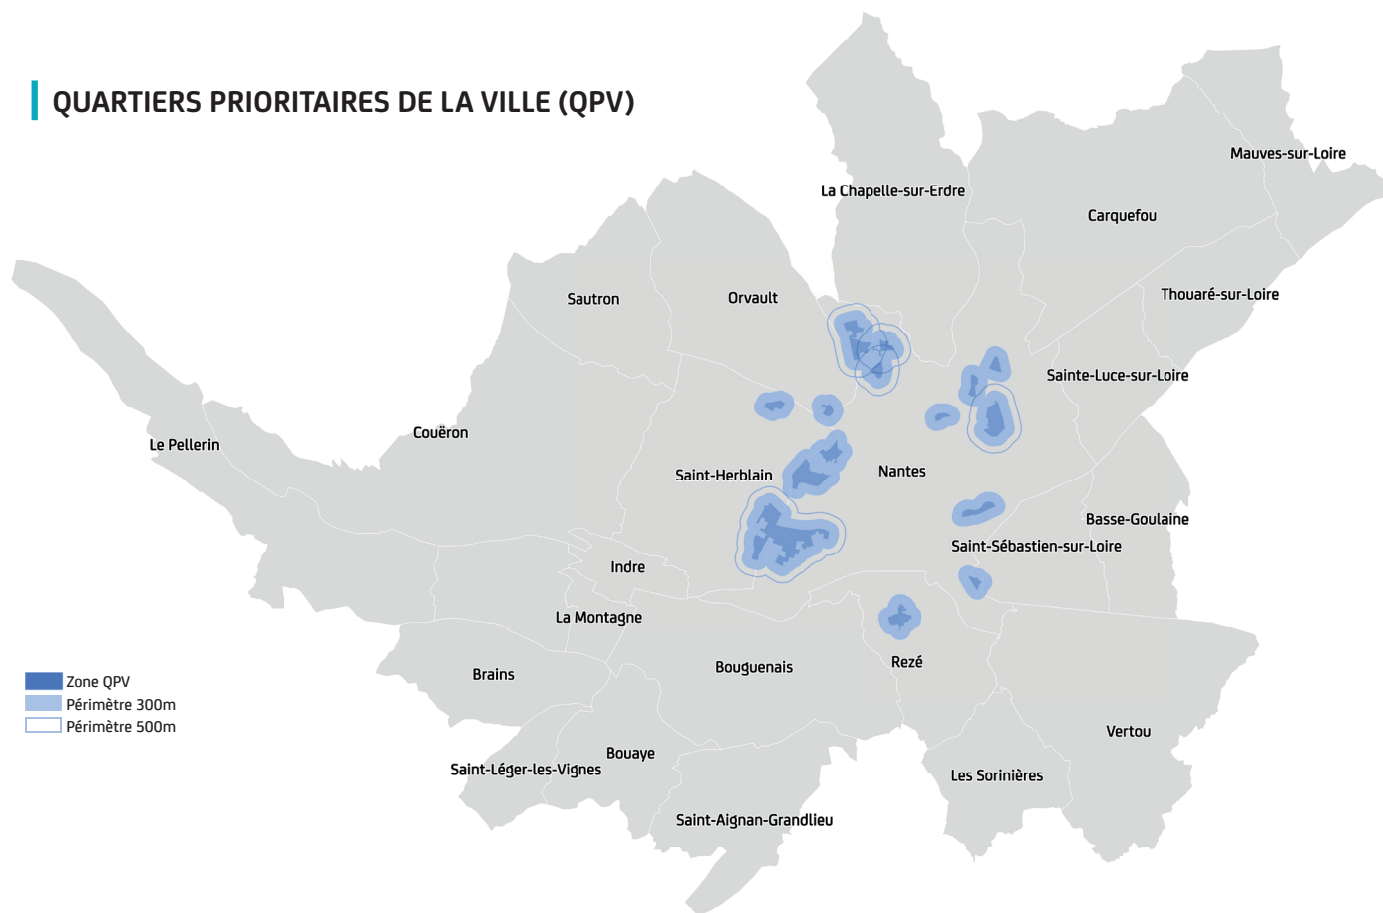 QUARTIERS PRIORITAIRES DE LA VILLE (QPV)
Mauves-sur-Loire
La Chapelle-sur-Erdre
Carquefou
Thouaré-sur-Loire
Sautron
Orvault
Sainte-Luce-sur-Loire
Couëron
Le Pellerin
Saint-Herblain
Nantes
Basse-Goulaine
Saint-Sébastien-sur-Loire
Indre
La Montagne
Rezé
Bouguenais
Brains
Zone QPV
Périmètre 300m
Périmètre 500m
Vertou
Bouaye
Saint-Léger-les-Vignes
Les Sorinières
Saint-Aignan-Grandlieu